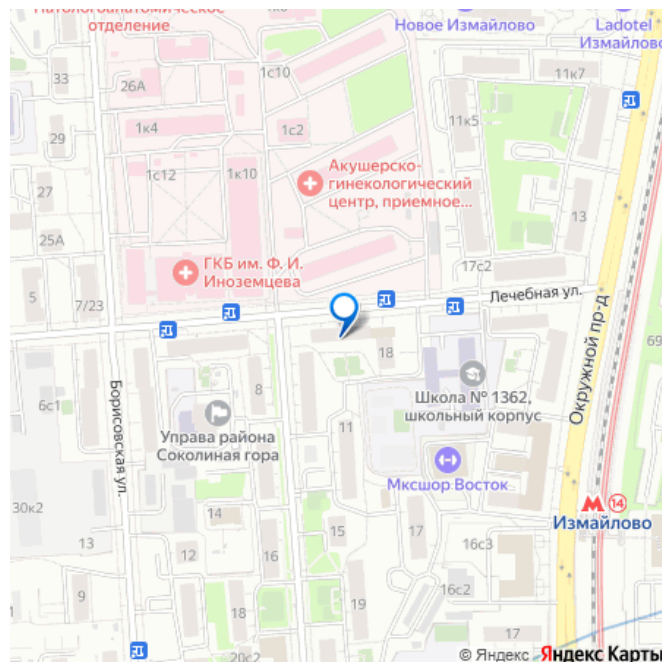 Патологоанатомическое
отделение
Новое Измайлово
Ladotel
Измайлово
33
26А
1с10
11к7
29
1к4
1с2
11к5
1с12
1к10
Акушерско-
гинекологический
центр, приемное...
27
25А
13
ГКБ им. Ф. И.
Иноземцева
17с2
5
7/23
Лечебная ул.
Окружной пр-д
69
18
8
6с1
Борисовская ул.
Управа района
Соколиная гора
11
Школа № 1362,
школьный корпус
Мксшор Восток
30к2
14
13
12
16
15
17
16с3
14
Измайлово
9
18
19
16с2
20с2
17
© Яндекс Яндекс Карты